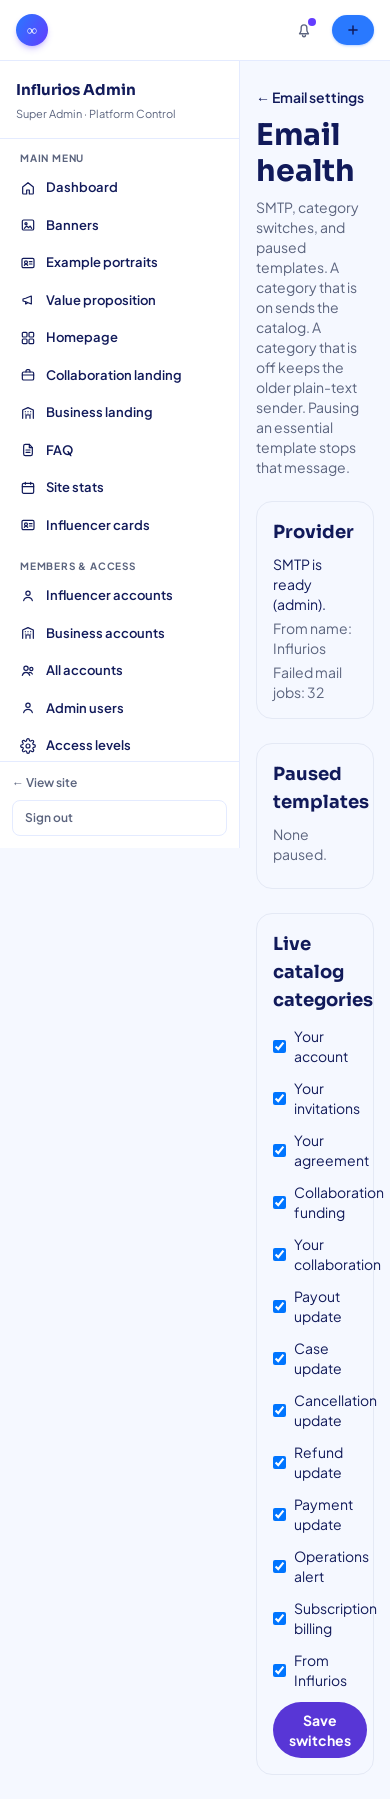 ∞
+
Influrios Admin
Super Admin · Platform Control
MAIN MENU
Dashboard
Banners
Example portraits
Value proposition
Homepage
Collaboration landing
Business landing
FAQ
Site stats
Influencer cards
MEMBERS & ACCESS
Influencer accounts
Business accounts
All accounts
Admin users
Access levels
← View site
Sign out
← Email settings
Email
health
SMTP, category
switches, and
paused
templates. A
category that is
on sends the
catalog. A
category that is
off keeps the
older plain-text
sender. Pausing
an essential
template stops
that message.
Provider
SMTP is
ready
(admin).
From name:
Influrios
Failed mail
jobs: 32
Paused
templates
None
paused.
Live
catalog
categories
Your
account
Your
invitations
Your
agreement
Collaboration
funding
Your
collaboration
Payout
update
Case
update
Cancellation
update
Refund
update
Payment
update
Operations
alert
Subscription
billing
From
Influrios
Save
switches